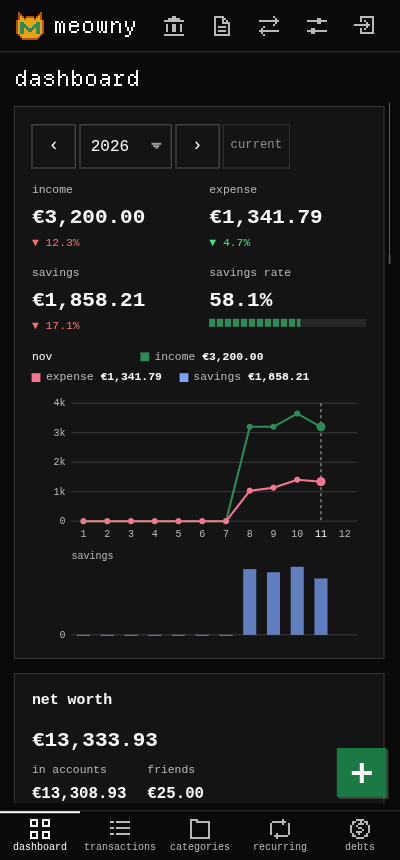 meowny
dashboard
‹ 2026 › current
income expense
€3,200.00 €1,341.79
▼ 12.3% ▼ 4.7%
savings savings rate
€1,858.21 58.1%
▼ 17.1%
nov income €3,200.00
expense €1,341.79 savings €1,858.21
4k
3k
2k
1k
0
1 2 3 4 5 6 7 8 9 10 11 12
savings
0
net worth
€13,333.93
in accounts friends
€13,308.93 €25.00
+
dashboard transactions categories recurring debts